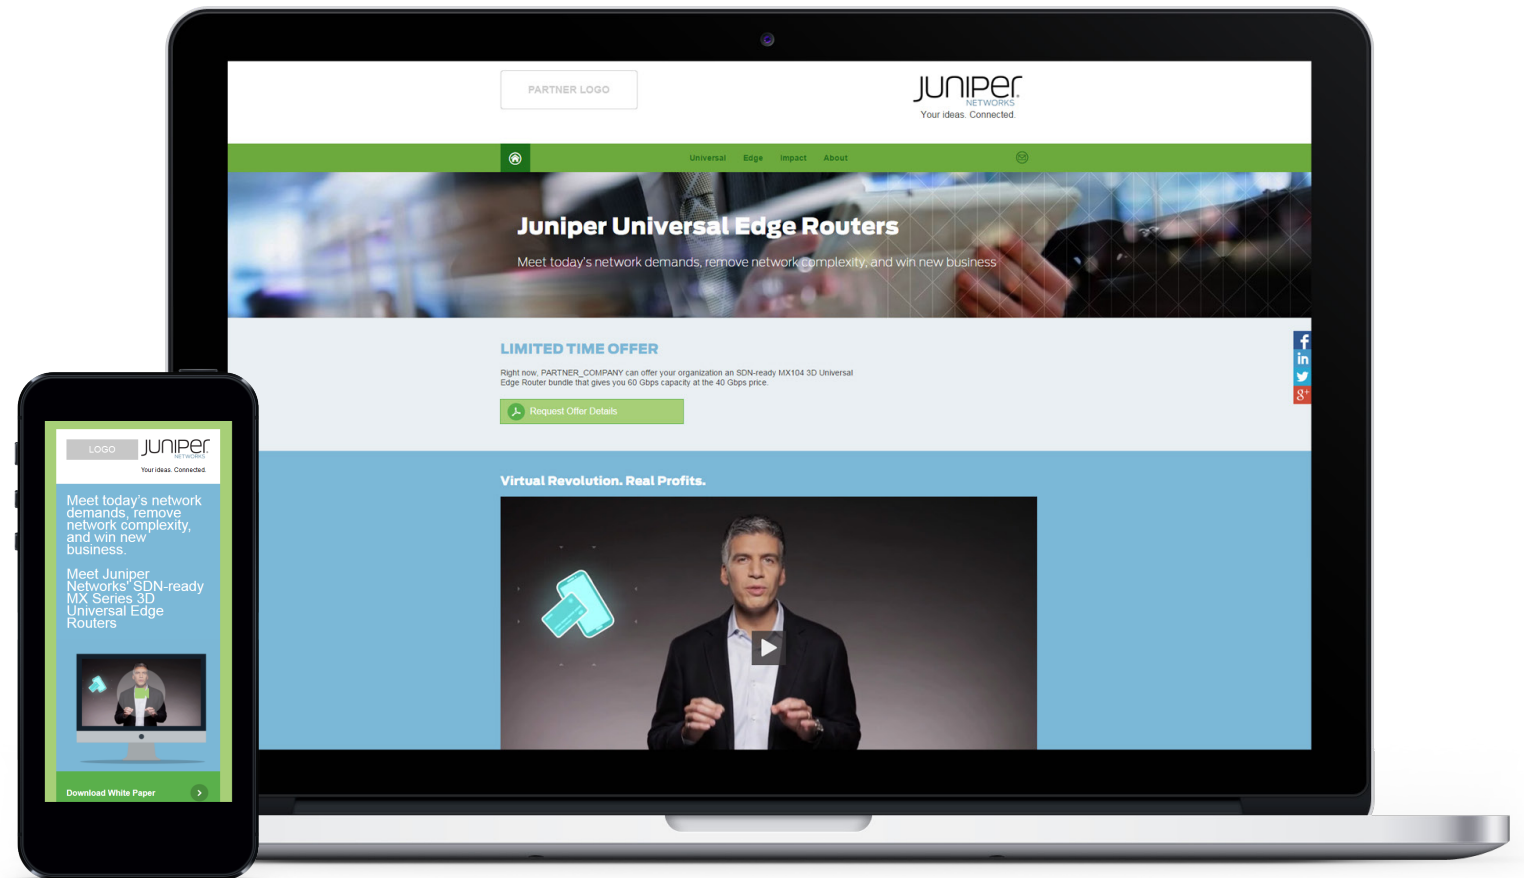 PARTNER LOGO
JUNIPER
NETWORKS
Your ideas. Connected.
Universal Edge Impact About
Juniper Universal Edge Routers
Meet today's network demands, remove network complexity, and win new business
LIMITED TIME OFFER
Right now, PARTNER_COMPANY can offer your organization an SDN-ready MX104 3D Universal
Edge Router bundle that gives you 60 Gbps capacity at the 40 Gbps price.
Request Offer Details
f
in
g+
Virtual Revolution. Real Profits.
LOGO
JUNIPER
NETWORKS
Your ideas. Connected.
Meet today's network
demands, remove
network complexity,
and win new
business.
Meet Juniper
Networks' SDN-ready
MX Series 3D
Universal Edge
Routers
Download White Paper